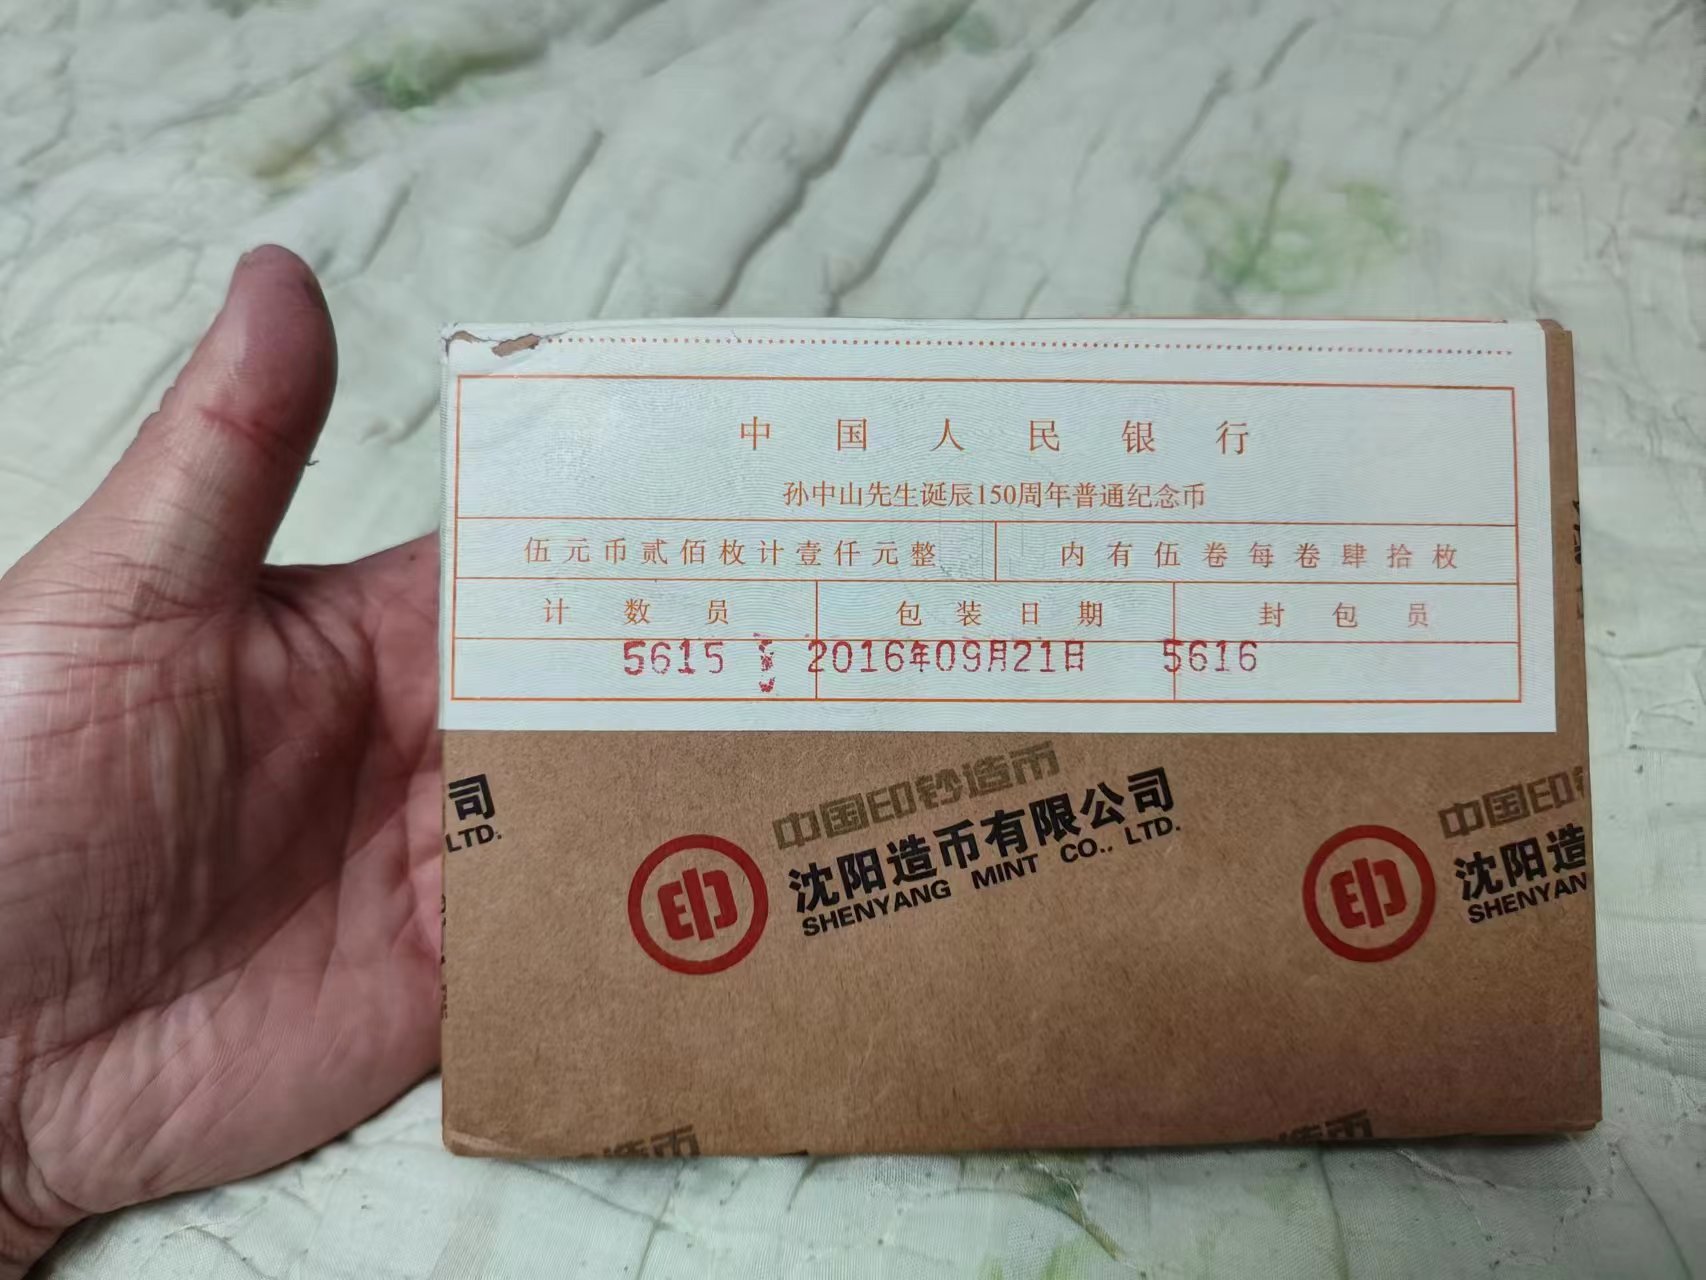 中国人民银行
孙中山先生诞辰150周年普通纪念币
伍元币贰佰枚计壹仟元整 内有伍卷每卷肆拾枚
计数员 包装日期 封包员
5615 2016年09月21日 5616
司
LTD.
中国印钞造币
沈阳造币有限公司
SHENYANG MINT CO., LTD.
印
中国印
沈阳造
SHENYAN
印
造币
造币